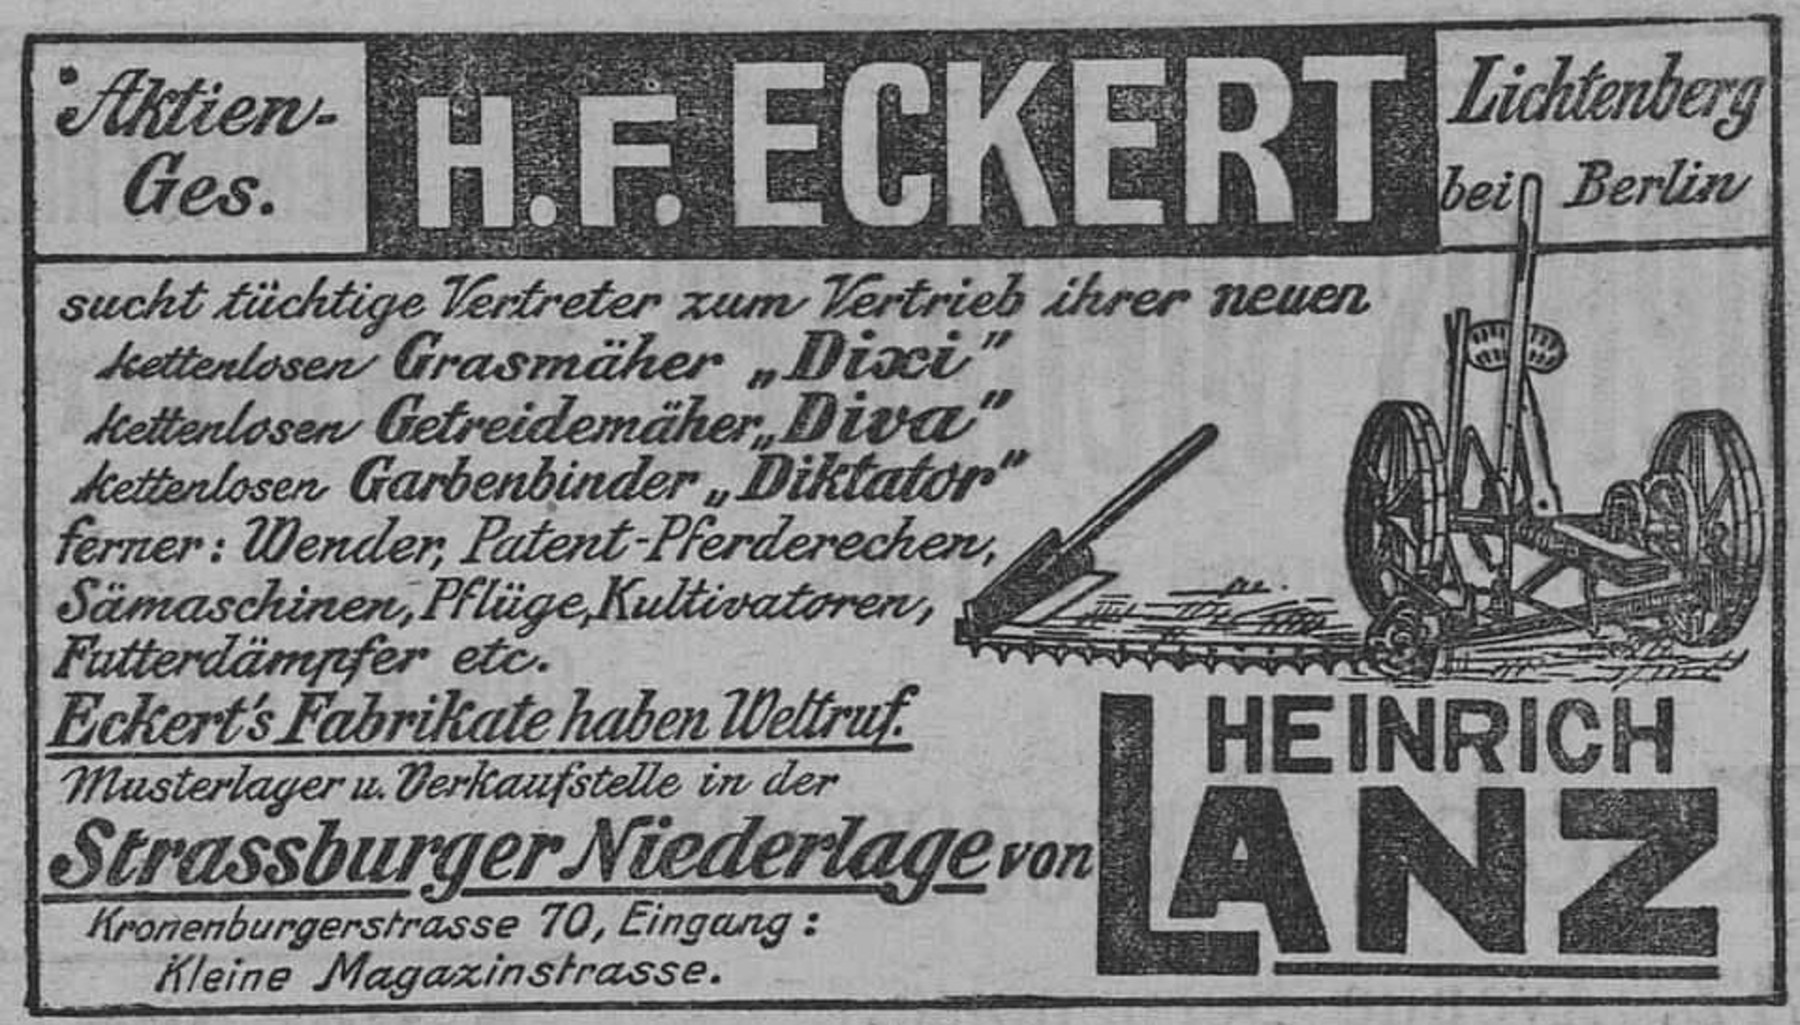 Aktien-
Ges.
H. F. ECKERT
Lichtenberg
bei Berlin
sucht tüchtige Vertreter zum Vertrieb ihrer neuen
kettenlosen Grasmäher „Dixi”
kettenlosen Getreidemäher „Diva”
kettenlosen Garbenbinder „Diktator”
ferner: Wender, Patent-Pferderechen,
Sämaschinen, Pflüge, Kultivatoren,
Futterdämpfer etc.
Eckert's Fabrikate haben Weltruf.
Musterlager u. Verkaufstelle in der
Strassburger Niederlage von
HEINRICH
LANZ
Kronenburgerstrasse 70, Eingang:
Kleine Magazinstrasse.